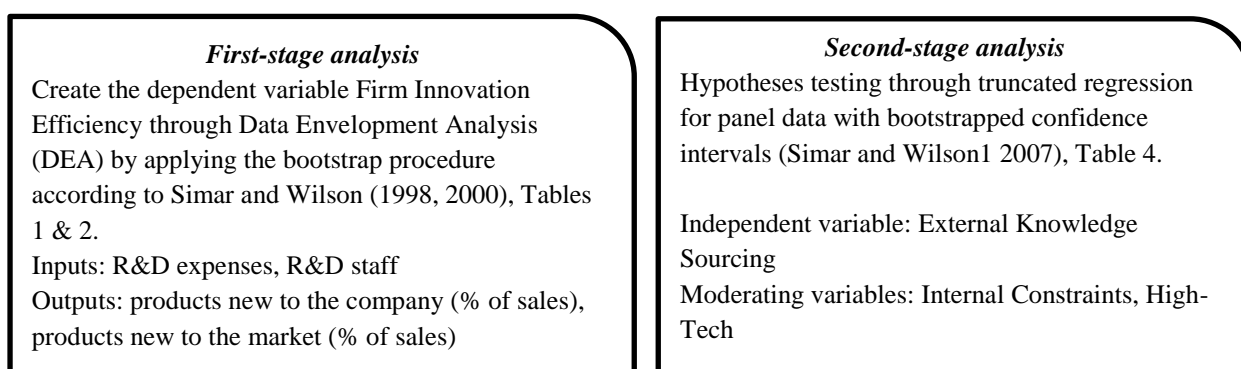 First-stage analysis
Create the dependent variable Firm Innovation
Efficiency through Data Envelopment Analysis
(DEA) by applying the bootstrap procedure
according to Simar and Wilson (1998, 2000), Tables
1 & 2.
Inputs: R&D expenses, R&D staff
Outputs: products new to the company (% of sales),
products new to the market (% of sales)
Second-stage analysis
Hypotheses testing through truncated regression
for panel data with bootstrapped confidence
intervals (Simar and Wilson1 2007), Table 4.
Independent variable: External Knowledge
Sourcing
Moderating variables: Internal Constraints, High-
Tech